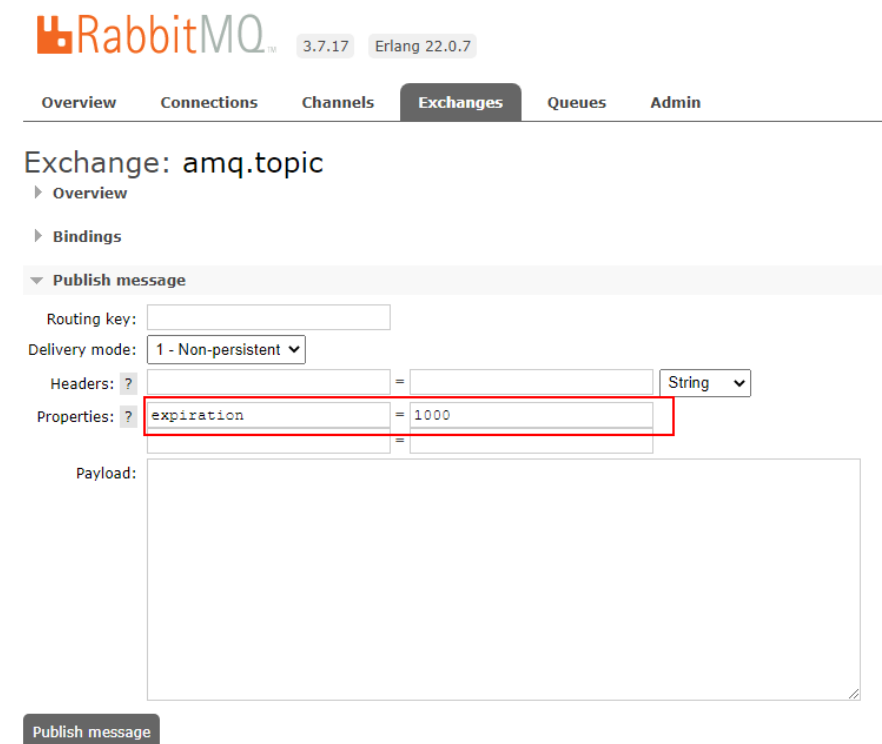 RabbitMQ TM 3.7.17 Erlang 22.0.7
Overview Connections Channels Exchanges Queues Admin
Exchange: amq.topic
Overview
Bindings
Publish message
Routing key:
Delivery mode: 1 - Non-persistent
Headers: ? = String
Properties: ? expiration = 1000
=
Payload:
Publish message